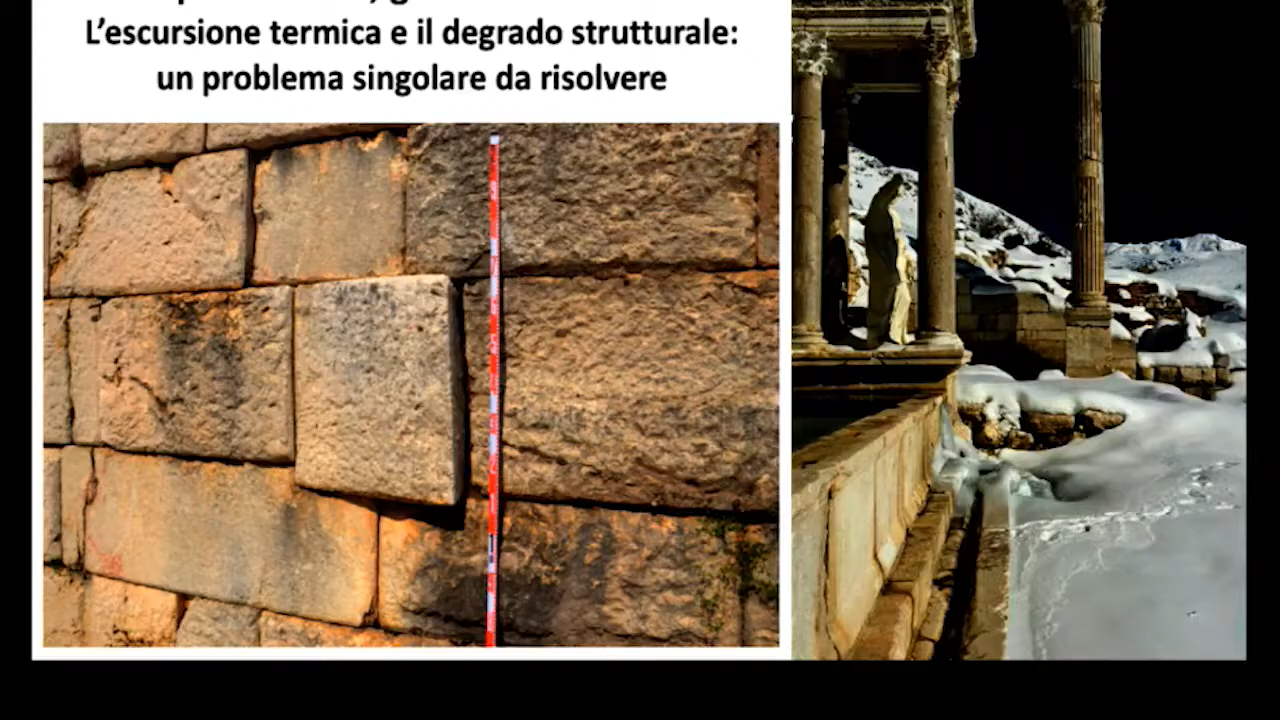 L’escursione termica e il degrado strutturale:
un problema singolare da risolvere